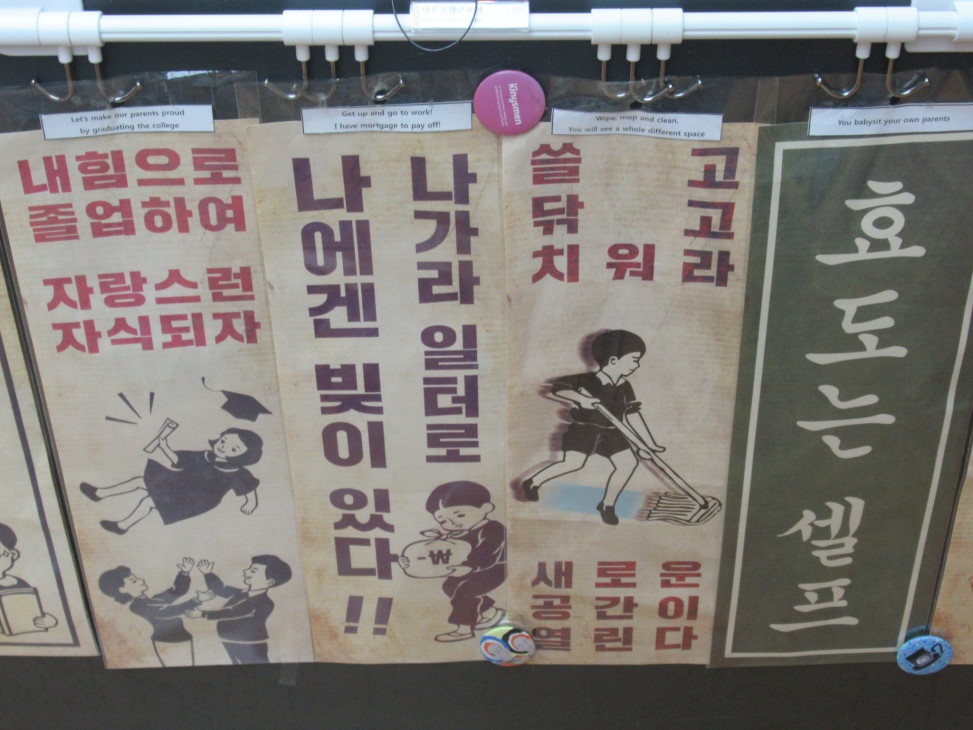 Let's make our parents proud
by graduating the college
내힘으로
졸업하여
자랑스런
자식되자
Get up and go to work!
I have mortgage to pay off!
나가라 일터로
나에겐 빚이 있다 !!
-₩
Kingsmen
Wipe, mop and clean.
You will see a whole different space
쓸 고
닦 고
치 워 라
새 로 운
공 간 이
열 린 다
You babysit your own parents
효도는 셀프